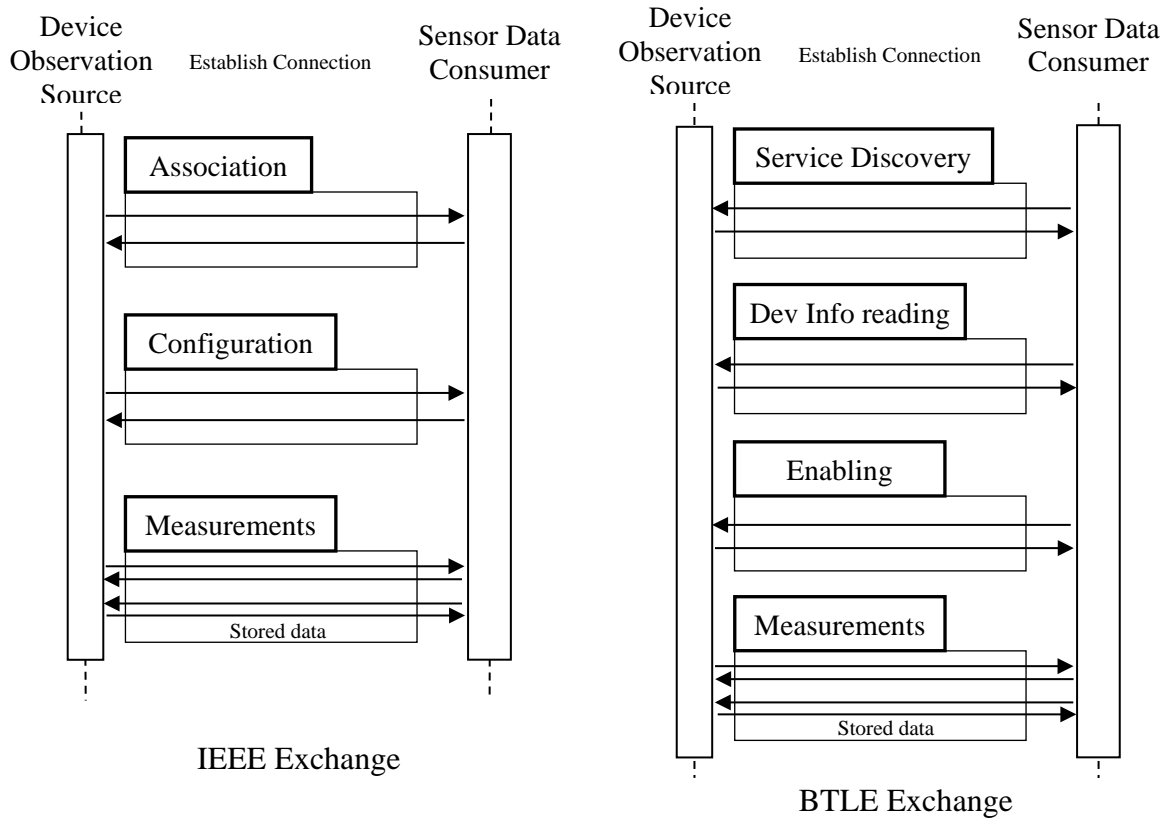 Device
Observation
Source
Establish Connection
Sensor Data
Consumer
Association
Configuration
Measurements
Stored data
IEEE Exchange
Device
Observation
Source
Establish Connection
Sensor Data
Consumer
Service Discovery
Dev Info reading
Enabling
Measurements
Stored data
BTLE Exchange